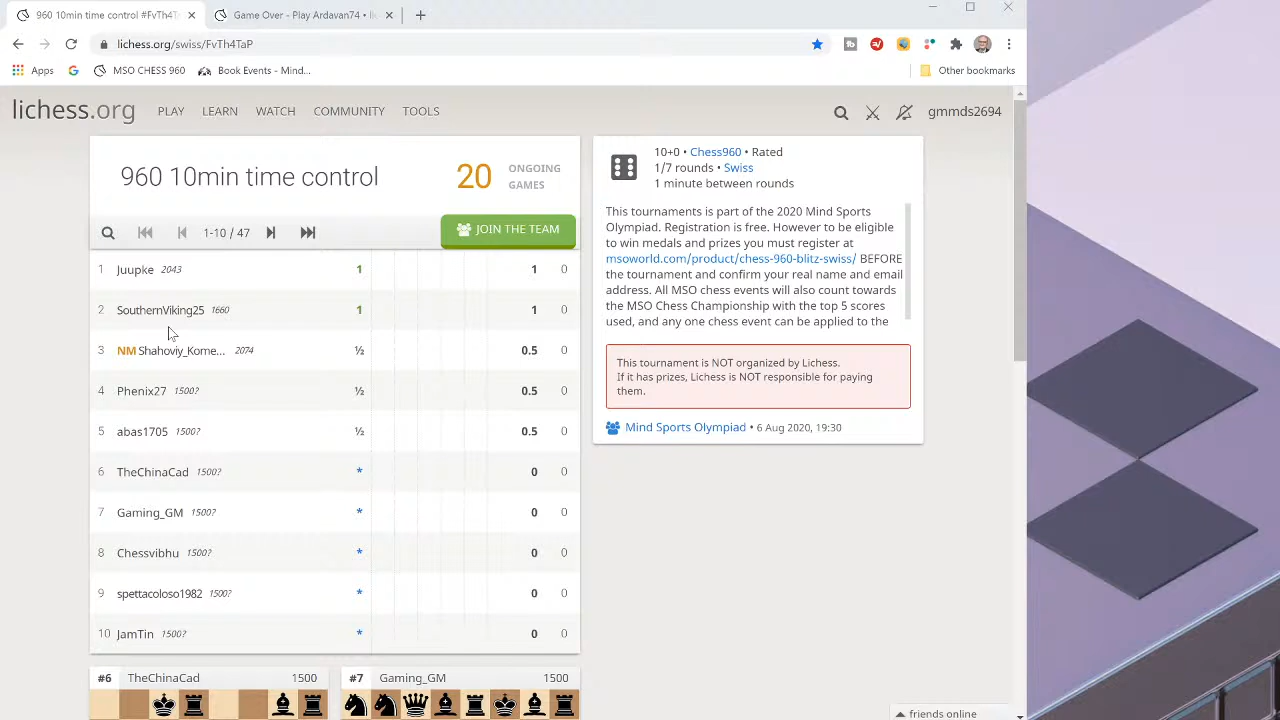 960 10min time control #FvTh4T
Game Over - Play Ardavan74 • li
lichess.org/swiss/FvTh4TaP
Apps
MSO CHESS 960
Book Events - Mind...
Other bookmarks
lichess.org
PLAY
LEARN
WATCH
COMMUNITY
TOOLS
gmmds2694
960 10min time control
20
ONGOING
GAMES
1-10 / 47
JOIN THE TEAM
1 Juupke 2043 1 1 0
2 SouthernViking25 1660 1 1 0
3 NM Shahoviy_Kome... 2074 ½ 0.5 0
4 Phenix27 1500? ½ 0.5 0
5 abas1705 1500? ½ 0.5 0
6 TheChinaCad 1500? * 0 0
7 Gaming_GM 1500? * 0 0
8 Chessvibhu 1500? * 0 0
9 spettacoloso1982 1500? * 0 0
10 JamTin 1500? * 0 0
#6 TheChinaCad 1500
#7 Gaming_GM 1500
10+0 • Chess960 • Rated
1/7 rounds • Swiss
1 minute between rounds
This tournaments is part of the 2020 Mind Sports
Olympiad. Registration is free. However to be eligible
to win medals and prizes you must register at
msoworld.com/product/chess-960-blitz-swiss/ BEFORE
the tournament and confirm your real name and email
address. All MSO chess events will also count towards
the MSO Chess Championship with the top 5 scores
used, and any one chess event can be applied to the
This tournament is NOT organized by Lichess.
If it has prizes, Lichess is NOT responsible for paying
them.
Mind Sports Olympiad • 6 Aug 2020, 19:30
friends online